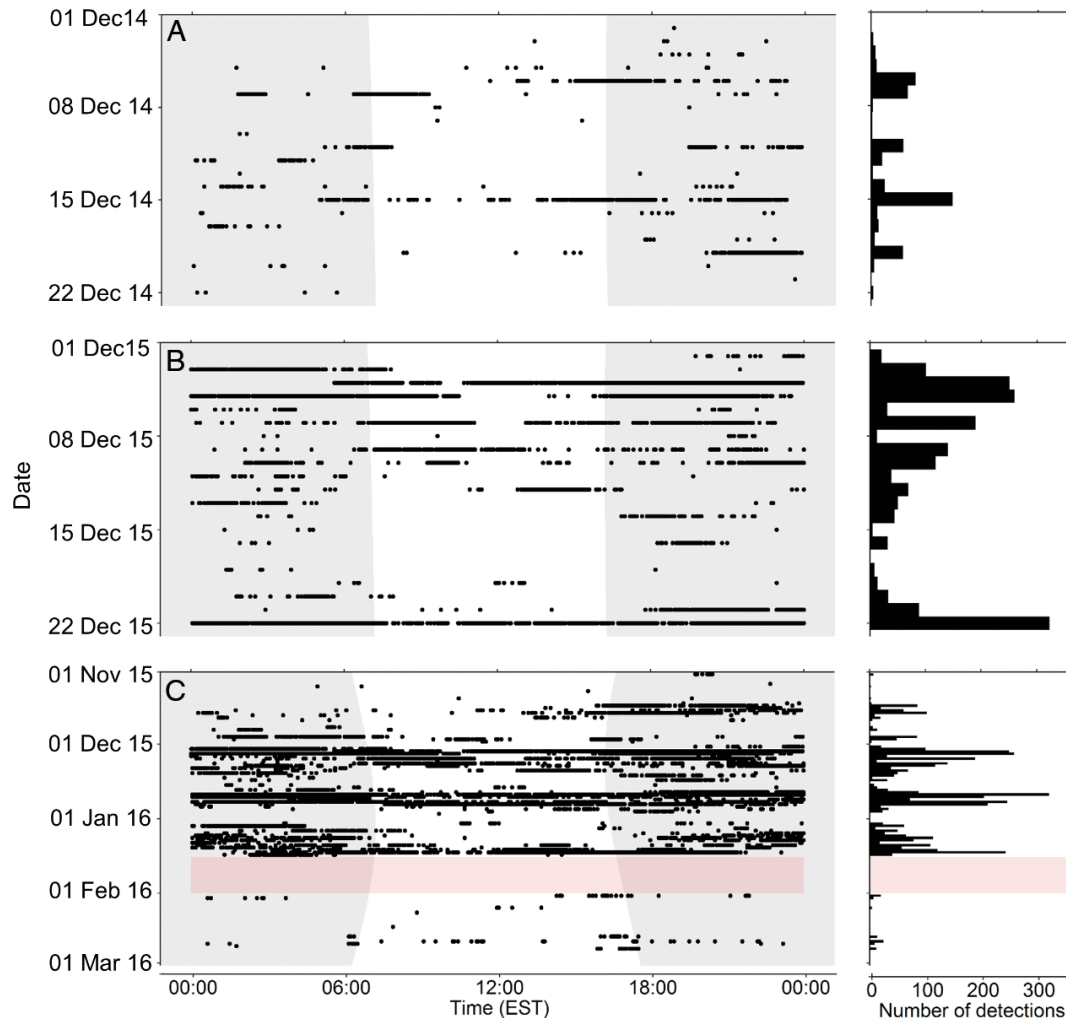 01 Dec14
A
08 Dec 14
15 Dec 14
22 Dec 14
01 Dec15
B
08 Dec 15
Date
15 Dec 15
22 Dec 15
01 Nov 15
C
01 Dec 15
01 Jan 16
01 Feb 16
01 Mar 16
00:00 06:00 12:00 18:00 00:00
Time (EST)
0 100 200 300
Number of detections